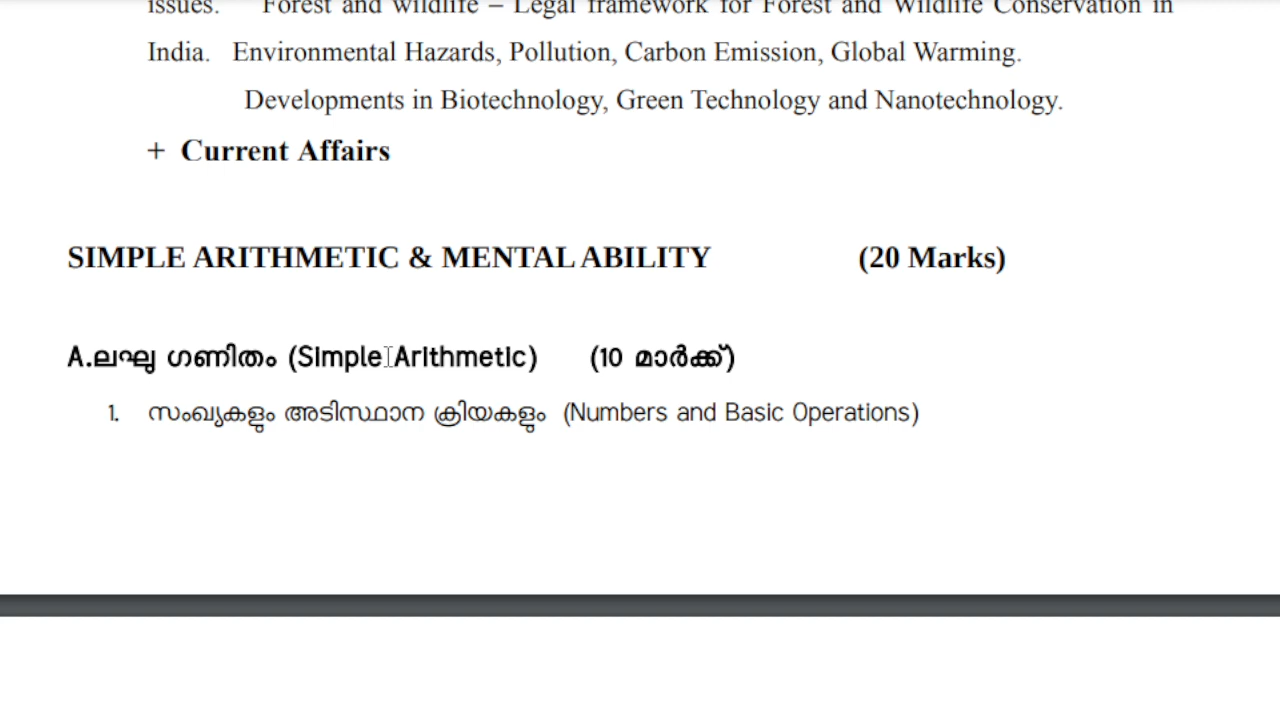 issues. Forest and wildlife – Legal framework for Forest and Wildlife Conservation in
India. Environmental Hazards, Pollution, Carbon Emission, Global Warming.
Developments in Biotechnology, Green Technology and Nanotechnology.
+ Current Affairs
SIMPLE ARITHMETIC & MENTAL ABILITY (20 Marks)
A.ലഘു ഗണിതം (Simple Arithmetic) (10 മാർക്ക്)
1. സംഖ്യകളും അടിസ്ഥാന ക്രിയകളും (Numbers and Basic Operations)